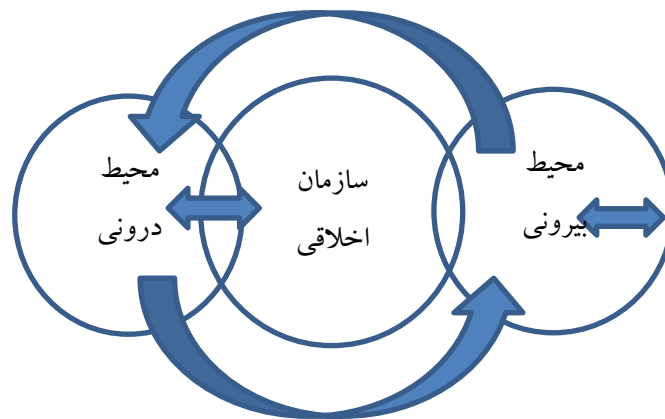 محیط
بیرونی
سازمان
اخلاقی
محیط
درونی